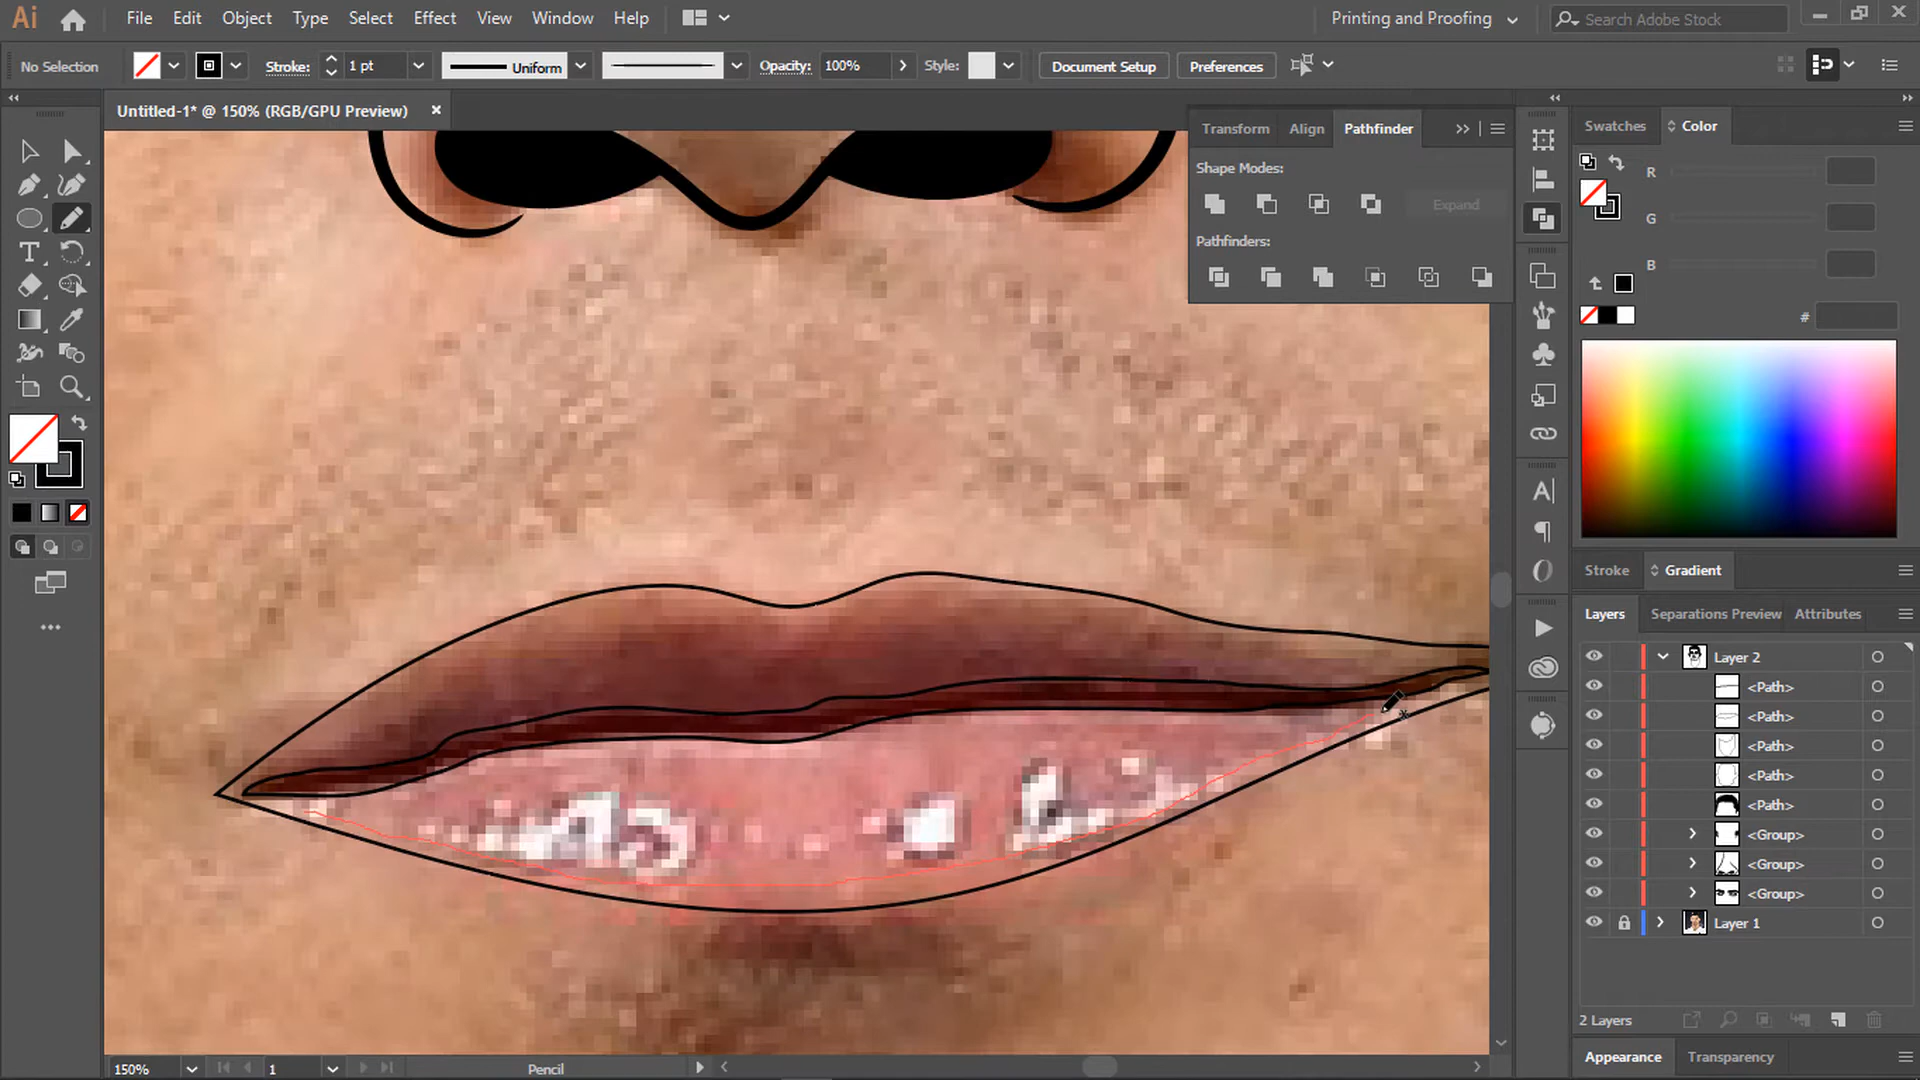 Ai File Edit Object Type Select Effect View Window Help Printing and Proofing Search Adobe Stock
No Selection Stroke: 1 pt Uniform Opacity: 100% Style: Document Setup Preferences
Untitled-1* @ 150% (RGB/GPU Preview)
Transform Align Pathfinder
Shape Modes:
Expand
Pathfinders:
Swatches Color
R
G
B
#
Stroke Gradient
Layers Separations Preview Attributes
Layer 2
<Path>
<Path>
<Path>
<Path>
<Path>
<Group>
<Group>
<Group>
Layer 1
2 Layers
Appearance Transparency
150% 1 Pencil